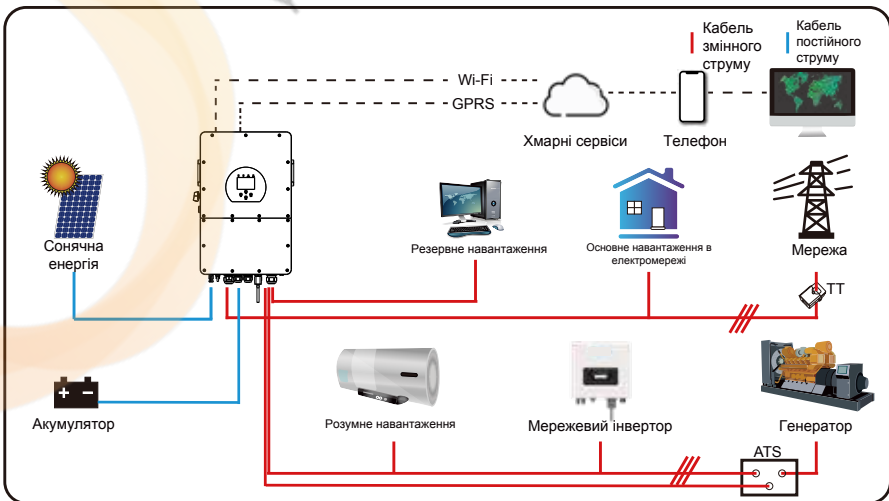 Кабель
змінного
струму
Кабель
постійного
струму
Wi-Fi
GPRS
Хмарні сервіси
Телефон
Сонячна
енергія
Резервне навантаження
Основне навантаження в
електромережі
Мережа
ТТ
Акумулятор
Розумне навантаження
Мережевий інвертор
Генератор
ATS